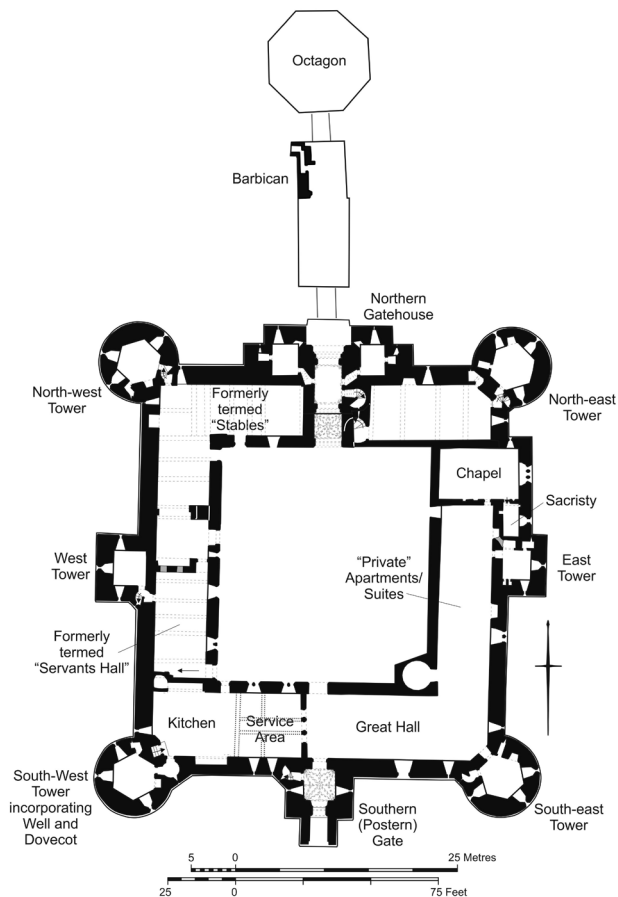 Octagon
Barbican
Northern
Gatehouse
North-west
Tower
Formerly
termed
“Stables”
North-east
Tower
Chapel
Sacristy
West
Tower
“Private”
Apartments/
Suites
East
Tower
Formerly
termed
“Servants Hall”
Kitchen
Service
Area
Great Hall
South-West
Tower
incorporating
Well and
Dovecot
Southern
(Postern)
Gate
South-east
Tower
5 0 25 Metres
25 0 75 Feet